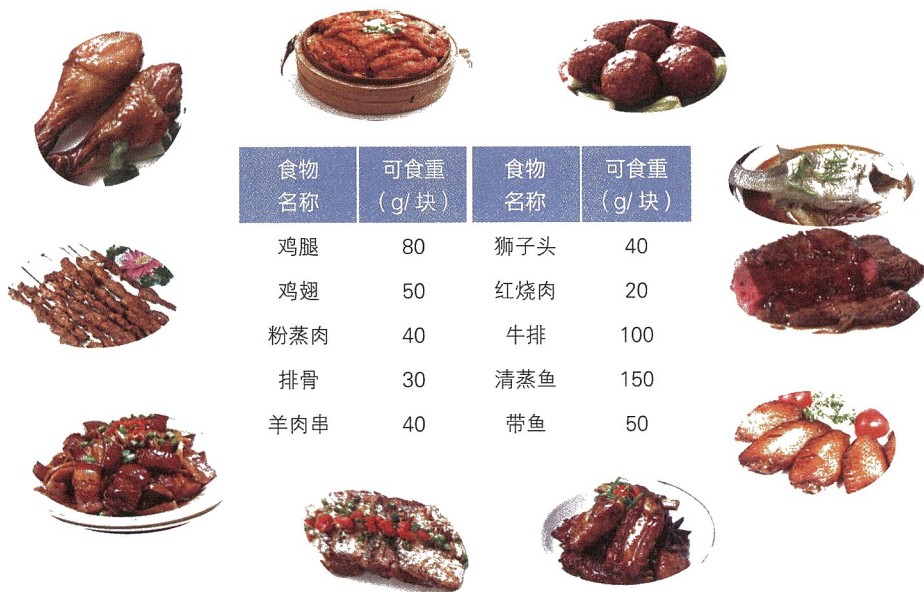 食物 可食重 食物 可食重
名称 （g/ 块） 名称 （g/ 块）
鸡腿 80 狮子头 40
鸡翅 50 红烧肉 20
粉蒸肉 40 牛排 100
排骨 30 清蒸鱼 150
羊肉串 40 带鱼 50